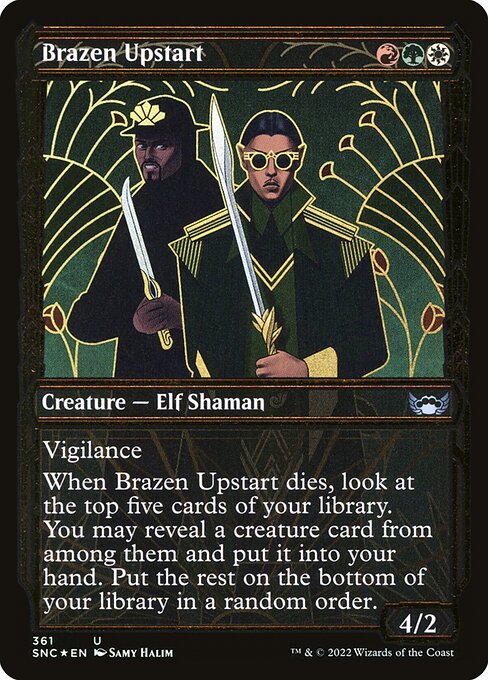 Brazen Upstart
Creature — Elf Shaman
Vigilance
When Brazen Upstart dies, look at
the top five cards of your library.
You may reveal a creature card from
among them and put it into your
hand. Put the rest on the bottom of
your library in a random order.
4/2
361 U
SNC★EN SAMY HALIM
™ & © 2022 Wizards of the Coast